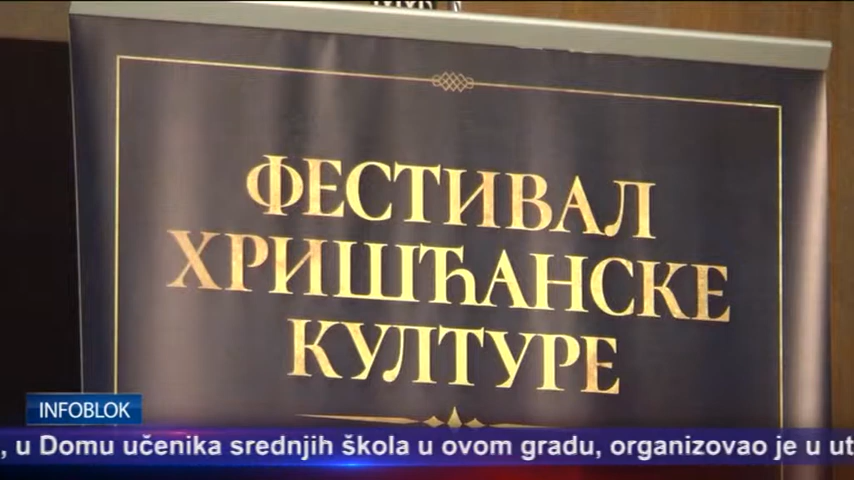 ФЕСТИВАЛ
ХРИШЋАНСКЕ
КУЛТУРЕ
INFOBLOK
, u Domu učenika srednjih škola u ovom gradu, organizovao je u ut